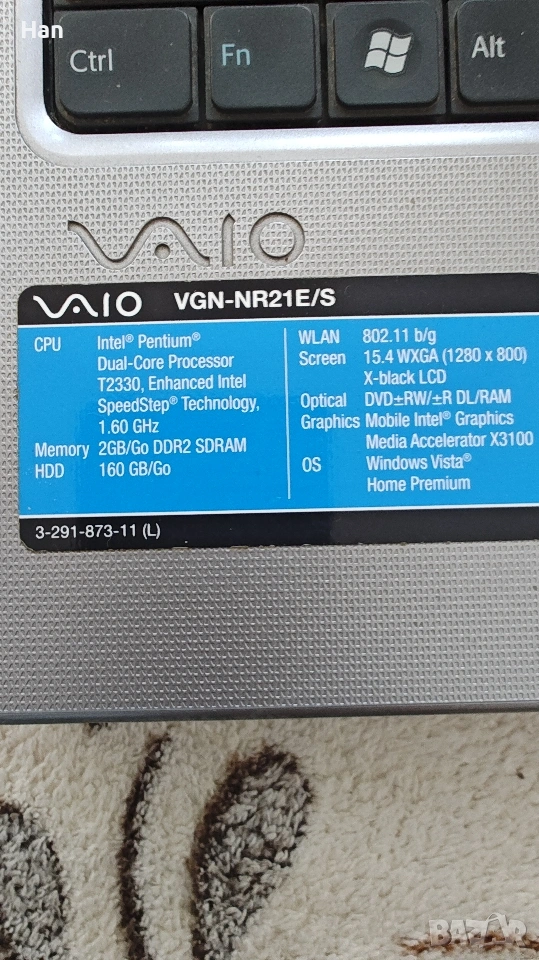 Han
Ctrl Fn Alt
VAIO
VAIO VGN-NR21E/S
CPU Intel® Pentium®
Dual-Core Processor
T2330, Enhanced Intel
SpeedStep® Technology,
1.60 GHz
Memory 2GB/Go DDR2 SDRAM
HDD 160 GB/Go
WLAN 802.11 b/g
Screen 15.4 WXGA (1280 x 800)
X-black LCD
Optical DVD±RW/±R DL/RAM
Graphics Mobile Intel® Graphics
Media Accelerator X3100
OS Windows Vista®
Home Premium
3-291-873-11 (L)
BAZAR